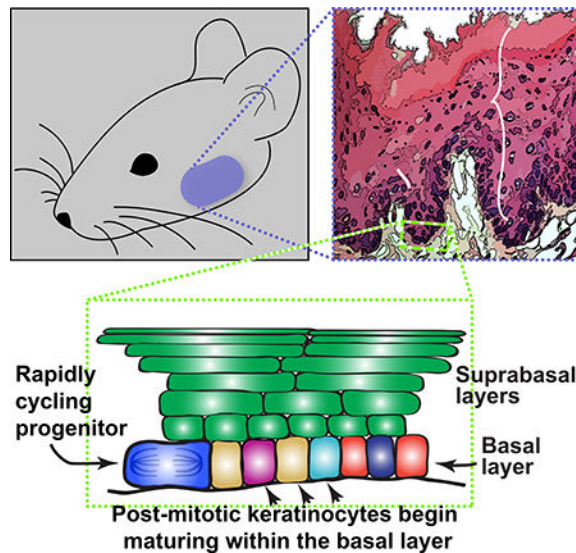 Rapidly
cycling
progenitor
Suprabasal
layers
Basal
layer
Post-mitotic keratinocytes begin
maturing within the basal layer